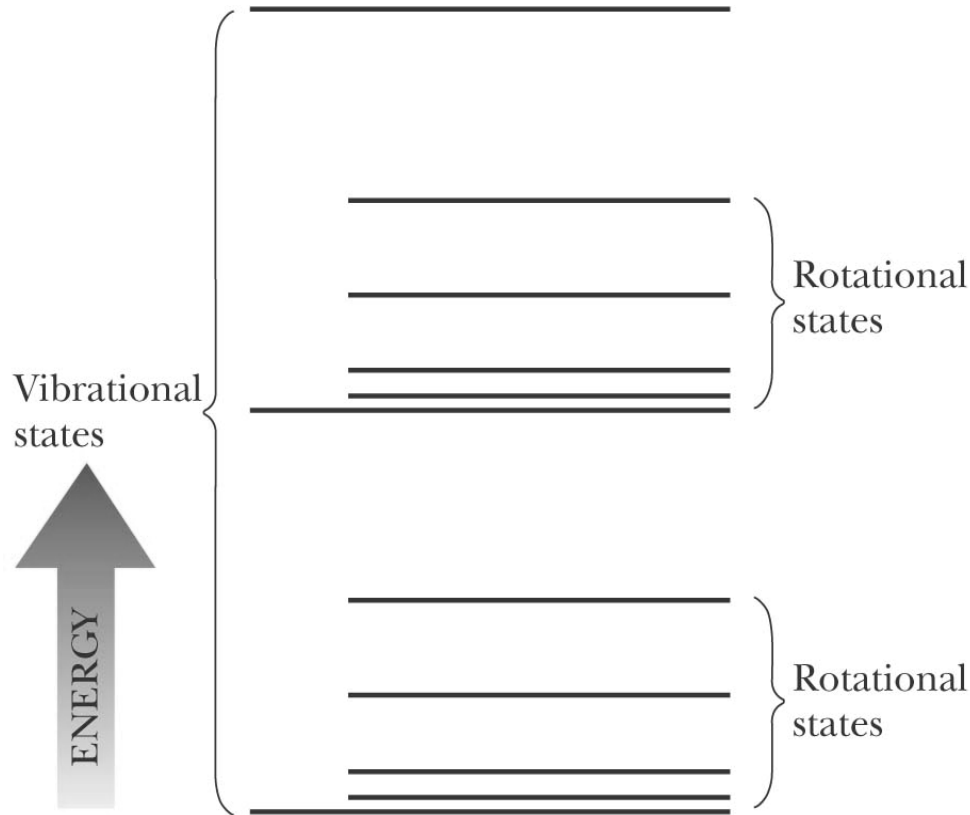 Rotational
states
Vibrational
states
ENERGY
Rotational
states